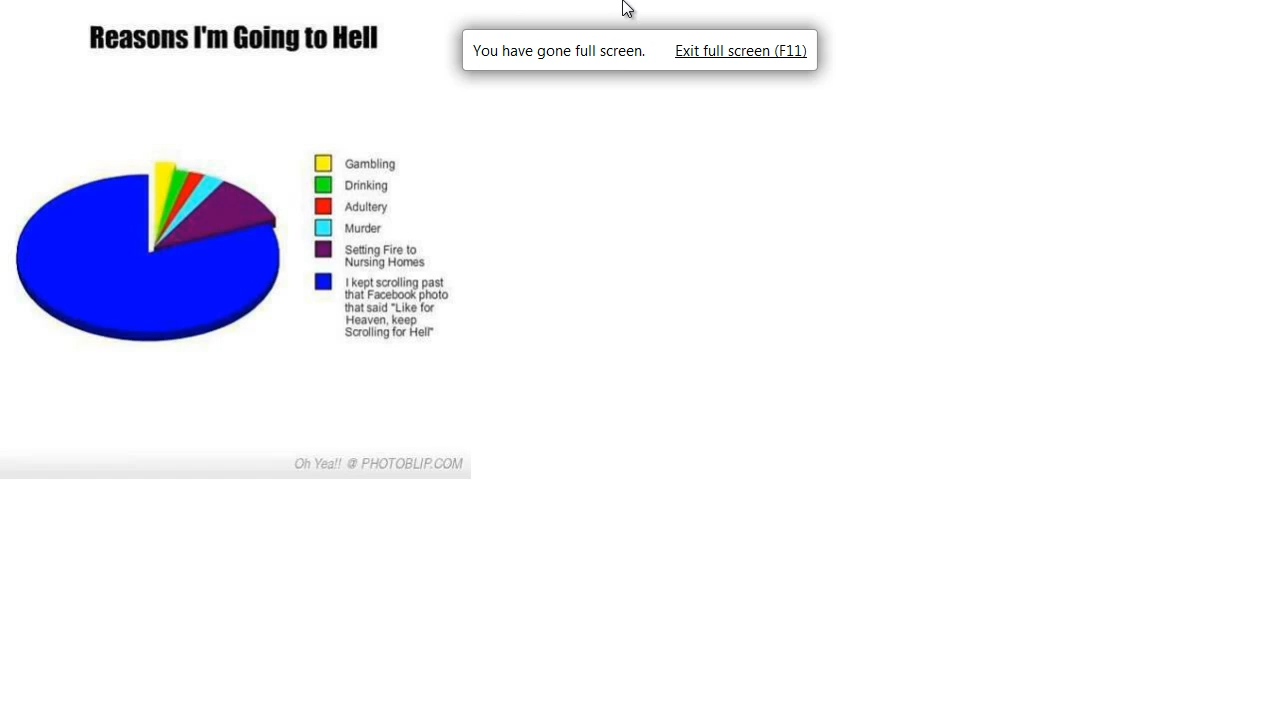 Reasons I'm Going to Hell
You have gone full screen. Exit full screen (F11)
Gambling
Drinking
Adultery
Murder
Setting Fire to
Nursing Homes
I kept scrolling past
that Facebook photo
that said "Like for
Heaven, keep
Scrolling for Hell"
Oh Yea!! @ PHOTOBLIP.COM